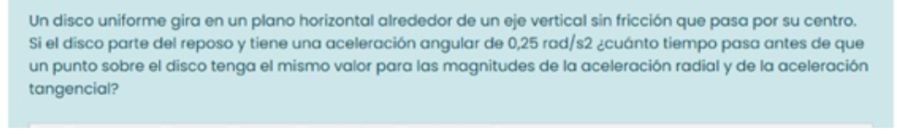 Un disco uniforme gira en un plano horizontal alrededor de un eje vertical sin fricción que pasa por su centro.
Si el disco parte del reposo y tiene una aceleración angular de 0,25 rad/s2 ¿cuánto tiempo pasa antes de que
un punto sobre el disco tenga el mismo valor para las magnitudes de la aceleración radial y de la aceleración
tangencial?